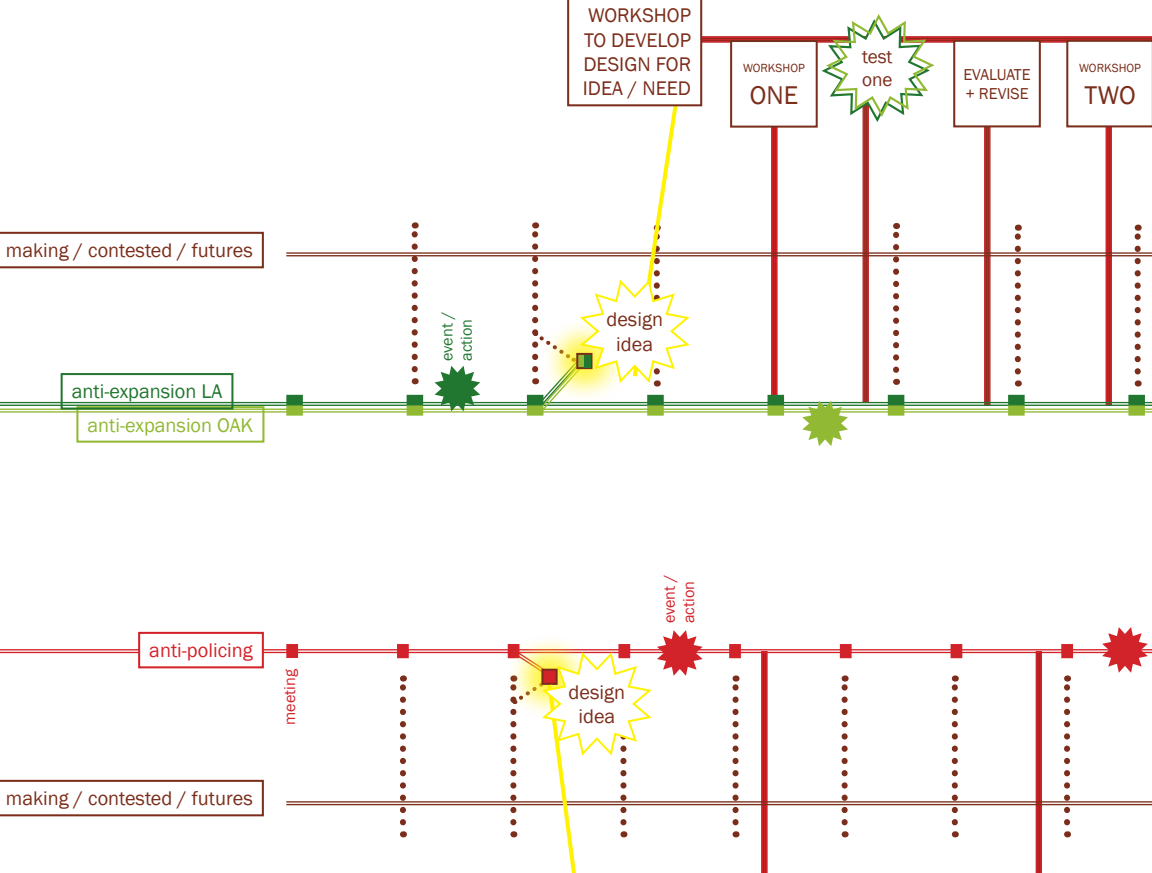 WORKSHOP
TO DEVELOP
DESIGN FOR
IDEA / NEED
WORKSHOP
ONE
test
one
EVALUATE
+ REVISE
WORKSHOP
TWO
making / contested / futures
design
idea
event /
action
anti-expansion LA
anti-expansion OAK
event /
action
anti-policing
meeting
design
idea
making / contested / futures